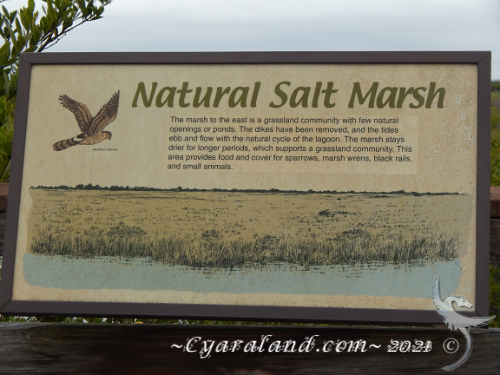 Natural Salt Marsh
The marsh to the east is a grassland community with few natural
openings or ponds. The dikes have been removed, and the tides
ebb and flow with the natural cycle of the lagoon. The marsh stays
drier for longer periods, which supports a grassland community. This
area provides food and cover for sparrows, marsh wrens, black rails,
and small animals.
~Cyaraland.com~ 2021 ©